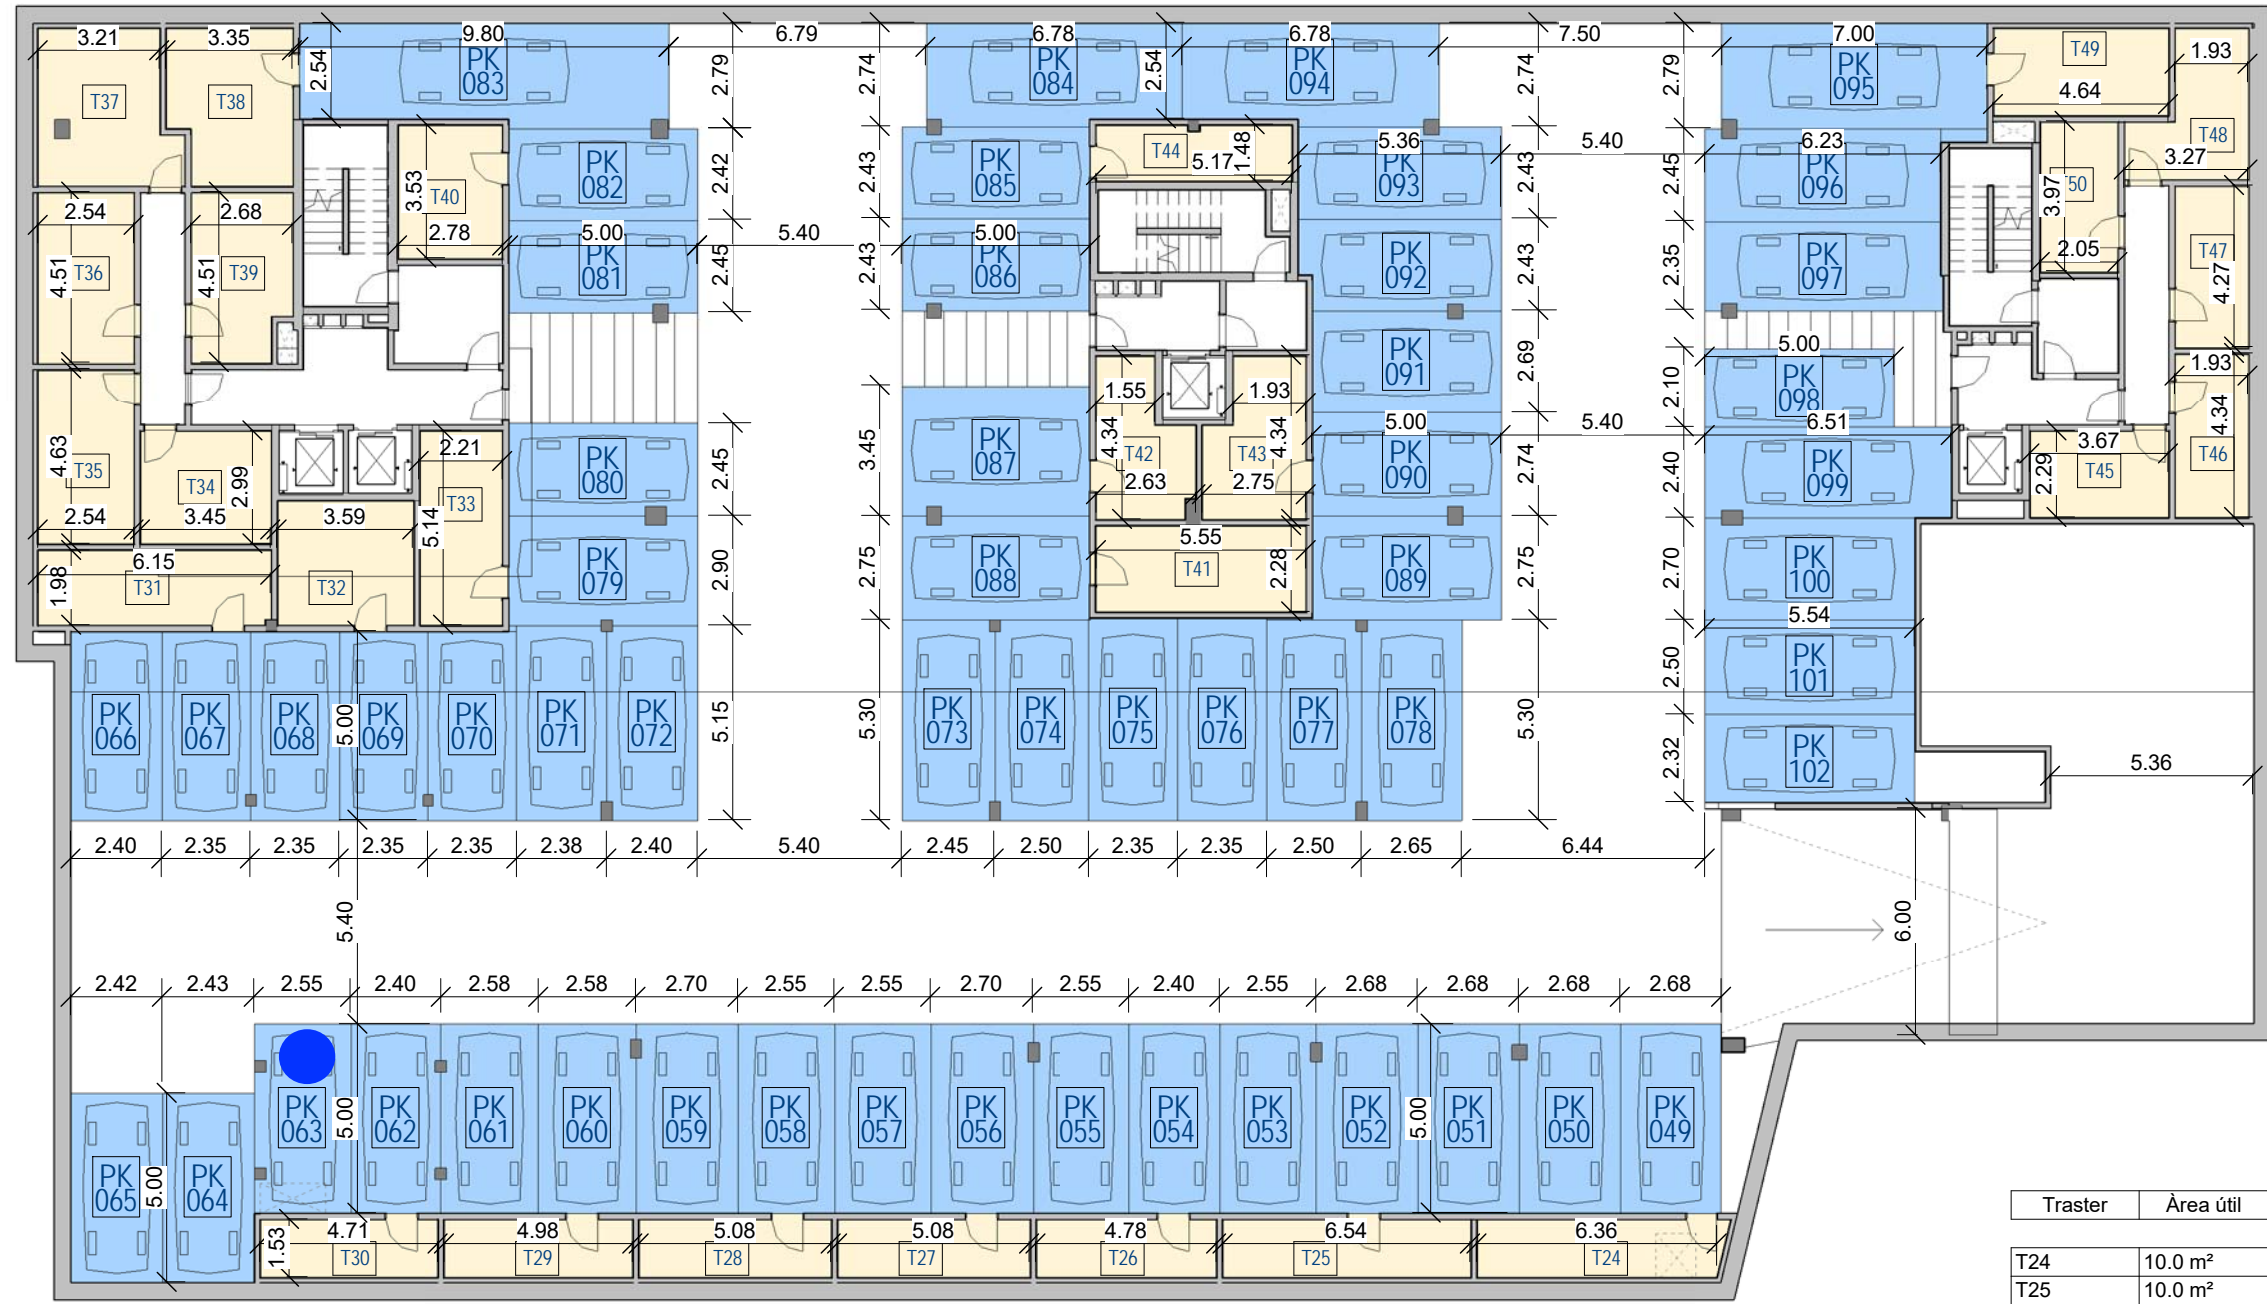 3.21
3.35
9.80
6.79
6.78
6.78
7.50
7.00
T49
1.93
PK
083
PK
084
PK
094
PK
095
2.54
2.79
2.74
2.54
2.74
2.79
4.64
T37
T38
T48
3.27
PK
082
PK
085
T44
1.48
5.17
5.36
PK
093
5.40
6.23
PK
096
T50
3.53
T40
2.42
2.43
2.43
2.45
3.97
2.54
2.68
2.78
5.00
5.40
5.00
2.05
T36
T39
4.51
4.51
PK
081
PK
086
PK
092
PK
097
T47
4.27
2.45
2.43
2.43
2.35
PK
091
2.69
5.00
PK
098
2.10
1.93
4.34
1.55
1.93
5.00
5.40
6.51
3.67
T35
4.63
T34
2.99
2.21
T33
5.14
PK
080
2.45
3.45
PK
087
4.34
T42
T43
4.34
2.63
2.75
PK
090
2.74
2.40
PK
099
2.29
T45
T46
2.54
3.45
3.59
6.15
1.98
T31
T32
PK
079
2.90
2.75
PK
088
5.55
T41
2.28
PK
089
2.75
2.70
PK
100
5.54
PK
101
2.50
PK
066
PK
067
PK
068
5.00
PK
069
PK
070
PK
071
PK
072
5.15
5.30
PK
073
PK
074
PK
075
PK
076
PK
077
PK
078
5.30
2.32
PK
102
5.36
2.40
2.35
2.35
2.35
2.35
2.38
2.40
5.40
2.45
2.50
2.35
2.35
2.50
2.65
6.44
5.40
6.00
2.42
2.43
2.55
2.40
2.58
2.58
2.70
2.55
2.55
2.70
2.55
2.40
2.55
2.68
2.68
2.68
2.68
PK
065
5.00
PK
064
PK
063
5.00
PK
062
PK
061
PK
060
PK
059
PK
058
PK
057
PK
056
PK
055
PK
054
PK
053
PK
052
5.00
PK
051
PK
050
PK
049
1.53
4.71
T30
4.98
T29
5.08
T28
5.08
T27
4.78
T26
6.54
T25
6.36
T24
Traster Àrea útil
T24 10.0 m²
T25 10.0 m²